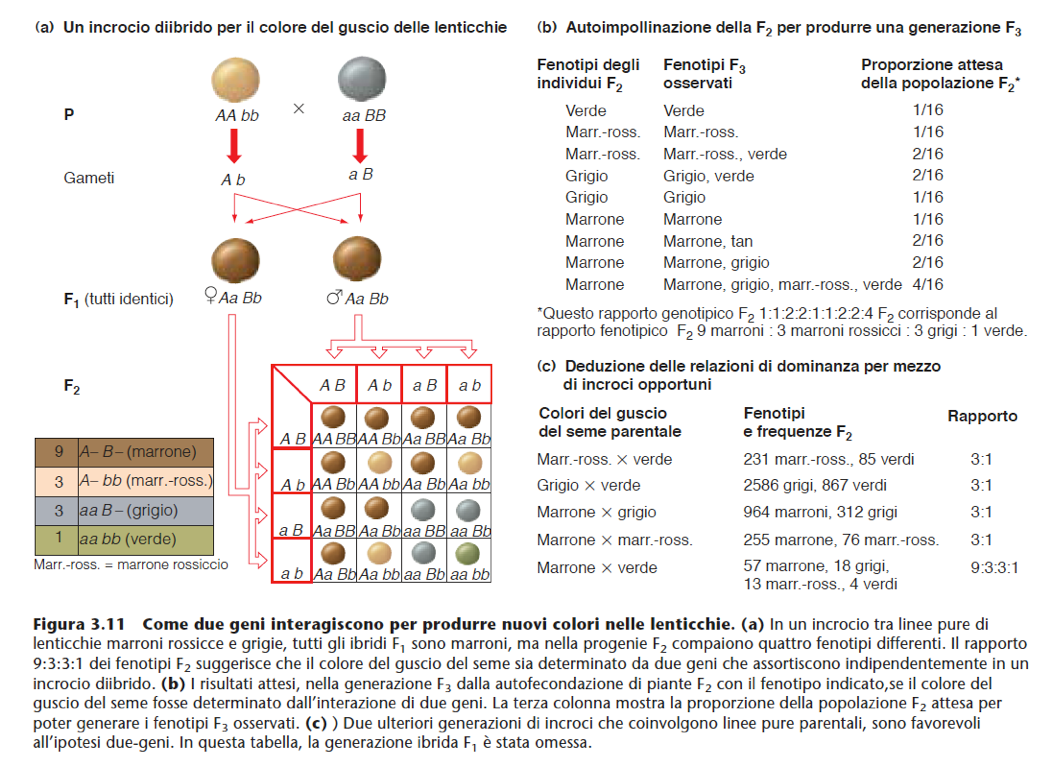 (a) Un incrocio diibrido per il colore del guscio delle lenticchie
P
AA bb
×
aa BB
Gameti
A b
a B
F1 (tutti identici)
♀ Aa Bb
♂ Aa Bb
F2
A B A b a B a b
A B AA BB AA Bb Aa BB Aa Bb
A b AA Bb AA bb Aa Bb Aa bb
a B Aa BB Aa Bb aa BB aa Bb
a b Aa Bb Aa bb aa Bb aa bb
9 A– B– (marrone)
3 A– bb (marr.-ross.)
3 aa B– (grigio)
1 aa bb (verde)
Marr.-ross. = marrone rossiccio
(b) Autoimpollinazione della F2 per produrre una generazione F3
Fenotipi degli Fenotipi F3 Proporzione attesa
individui F2 osservati della popolazione F2*
Verde Verde 1/16
Marr.-ross. Marr.-ross. 1/16
Marr.-ross. Marr.-ross., verde 2/16
Grigio Grigio, verde 2/16
Grigio Grigio 1/16
Marrone Marrone 1/16
Marrone Marrone, tan 2/16
Marrone Marrone, grigio 2/16
Marrone Marrone, grigio, marr.-ross., verde 4/16
*Questo rapporto genotipico F2 1:1:2:2:1:1:2:2:4 F2 corrisponde al
rapporto fenotipico F2 9 marroni : 3 marroni rossicci : 3 grigi : 1 verde.
(c) Deduzione delle relazioni di dominanza per mezzo
di incroci opportuni
Colori del guscio Fenotipi Rapporto
del seme parentale e frequenze F2
Marr.-ross. × verde 231 marr.-ross., 85 verdi 3:1
Grigio × verde 2586 grigi, 867 verdi 3:1
Marrone × grigio 964 marroni, 312 grigi 3:1
Marrone × marr.-ross. 255 marrone, 76 marr.-ross. 3:1
Marrone × verde 57 marrone, 18 grigi, 9:3:3:1
13 marr.-ross., 4 verdi
Figura 3.11 Come due geni interagiscono per produrre nuovi colori nelle lenticchie. (a) In un incrocio tra linee pure di
lenticchie marroni rossicce e grigie, tutti gli ibridi F1 sono marroni, ma nella progenie F2 compaiono quattro fenotipi differenti. Il rapporto
9:3:3:1 dei fenotipi F2 suggerisce che il colore del guscio del seme sia determinato da due geni che assortiscono indipendentemente in un
incrocio diibrido. (b) I risultati attesi, nella generazione F3 dalla autofecondazione di piante F2 con il fenotipo indicato,se il colore del
guscio del seme fosse determinato dall'interazione di due geni. La terza colonna mostra la proporzione della popolazione F2 attesa per
poter generare i fenotipi F3 osservati. (c) ) Due ulteriori generazioni di incroci che coinvolgono linee pure parentali, sono favorevoli
all'ipotesi due-geni. In questa tabella, la generazione ibrida F1 è stata omessa.